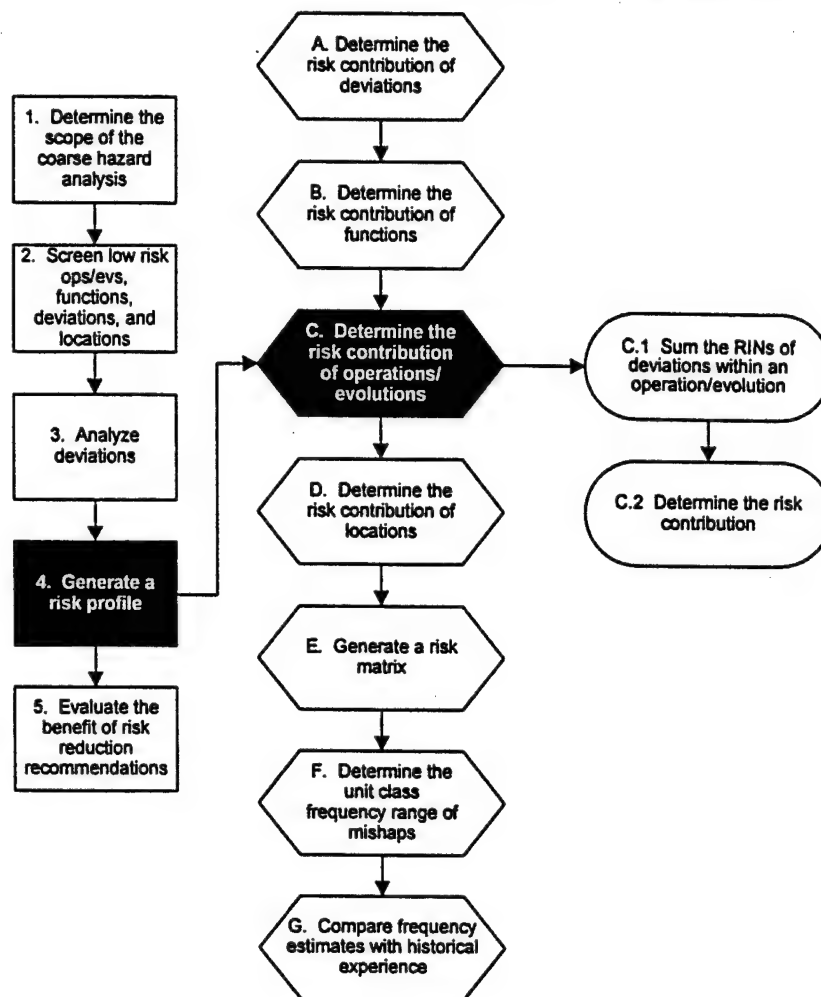 1. Determine the
scope of the
coarse hazard
analysis
2. Screen low risk
ops/evs,
functions,
deviations, and
locations
3. Analyze
deviations
4. Generate a
risk profile
5. Evaluate the
benefit of risk
reduction
recommendations
A. Determine the
risk contribution of
deviations
B. Determine the
risk contribution of
functions
C. Determine the
risk contribution
of operations/
evolutions
D. Determine the
risk contribution of
locations
E. Generate a risk
matrix
F. Determine the
unit class
frequency range of
mishaps
G. Compare frequency
estimates with historical
experience
C.1 Sum the RINs of
deviations within an
operation/evolution
C.2 Determine the risk
contribution